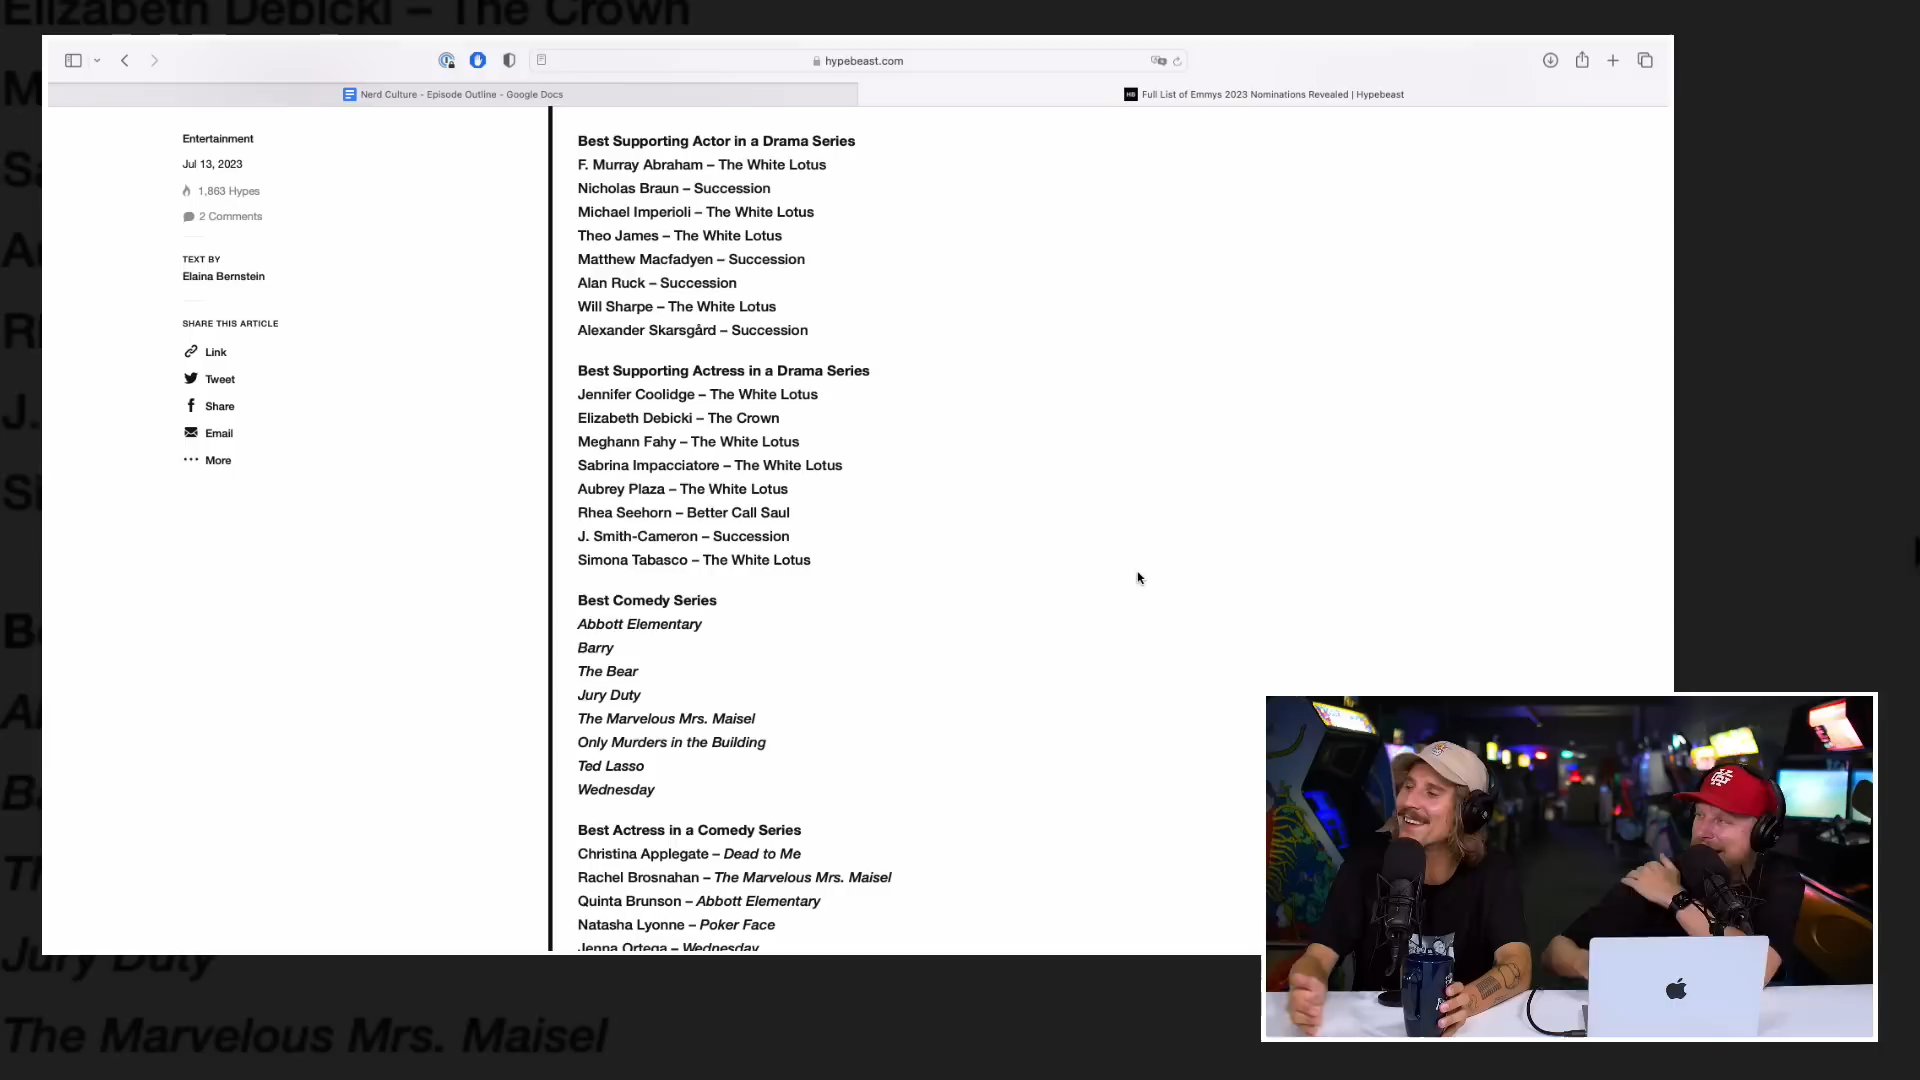 Elizabeth Debicki – The Crown
hypebeast.com
Nerd Culture - Episode Outline - Google Docs
Full List of Emmys 2023 Nominations Revealed | Hypebeast
Entertainment
Jul 13, 2023
1,863 Hypes
2 Comments
TEXT BY
Elaina Bernstein
SHARE THIS ARTICLE
Link
Tweet
Share
Email
More
Best Supporting Actor in a Drama Series
F. Murray Abraham – The White Lotus
Nicholas Braun – Succession
Michael Imperioli – The White Lotus
Theo James – The White Lotus
Matthew Macfadyen – Succession
Alan Ruck – Succession
Will Sharpe – The White Lotus
Alexander Skarsgård – Succession
Best Supporting Actress in a Drama Series
Jennifer Coolidge – The White Lotus
Elizabeth Debicki – The Crown
Meghann Fahy – The White Lotus
Sabrina Impacciatore – The White Lotus
Aubrey Plaza – The White Lotus
Rhea Seehorn – Better Call Saul
J. Smith-Cameron – Succession
Simona Tabasco – The White Lotus
Best Comedy Series
Abbott Elementary
Barry
The Bear
Jury Duty
The Marvelous Mrs. Maisel
Only Murders in the Building
Ted Lasso
Wednesday
Best Actress in a Comedy Series
Christina Applegate – Dead to Me
Rachel Brosnahan – The Marvelous Mrs. Maisel
Quinta Brunson – Abbott Elementary
Natasha Lyonne – Poker Face
Jenna Ortega – Wednesday
Jury Duty
The Marvelous Mrs. Maisel